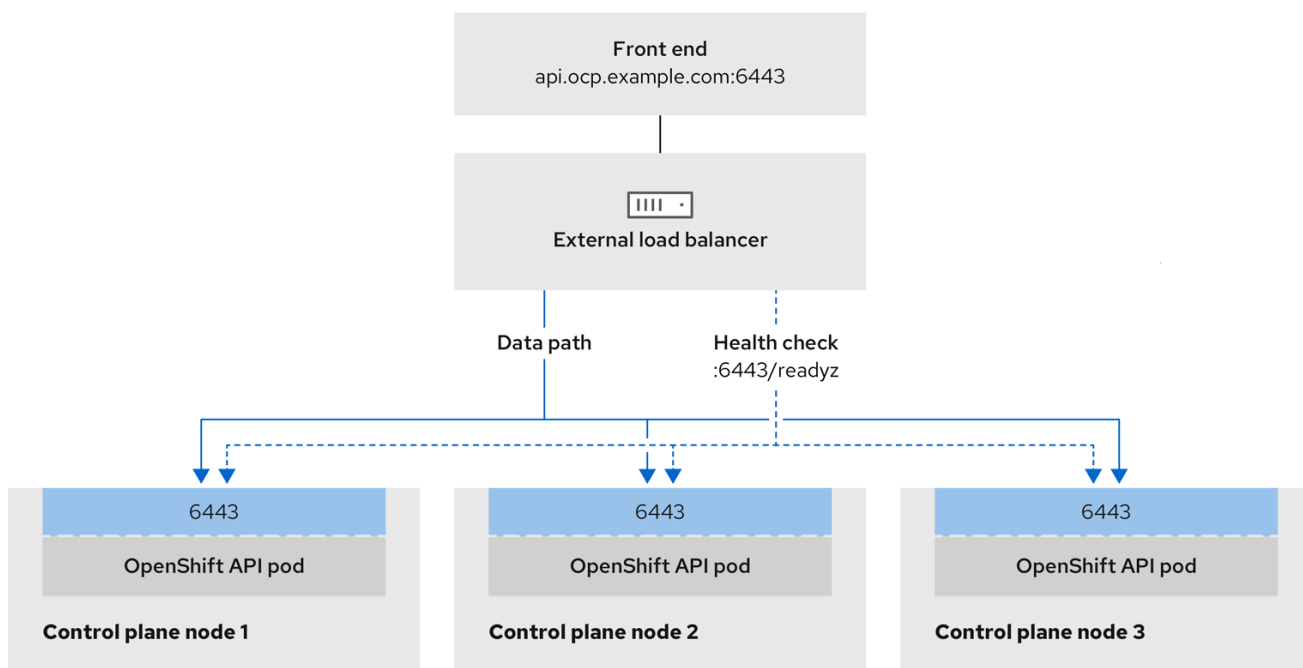 Front end
api.ocp.example.com:6443
External load balancer
Data path
Health check
:6443/readyz
6443
6443
6443
OpenShift API pod
OpenShift API pod
OpenShift API pod
Control plane node 1
Control plane node 2
Control plane node 3